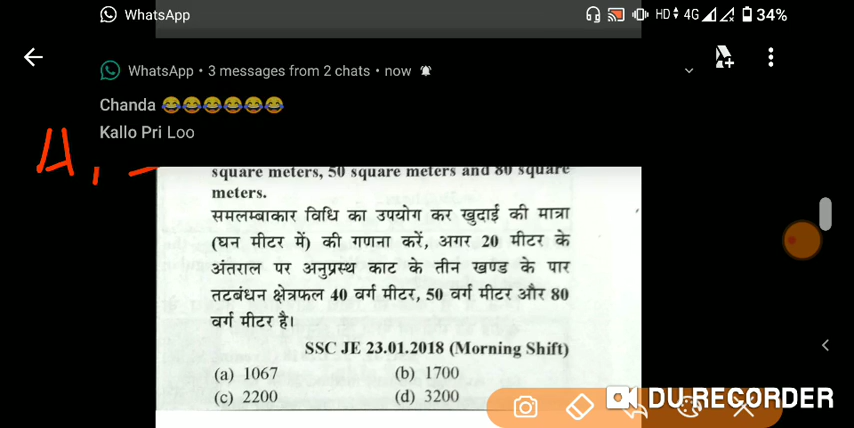 WhatsApp HD 4G 34%
WhatsApp • 3 messages from 2 chats • now
Chanda 😂😂😂😂😂😂
Kallo Pri Loo
A, -
square meters, 50 square meters and 80 square
meters.
समलम्बाकार विधि का उपयोग कर खुदाई की मात्रा
(घन मीटर में) की गणना करें, अगर 20 मीटर के
अंतराल पर अनुप्रस्थ काट के तीन खण्ड के पार
तटबंधन क्षेत्रफल 40 वर्ग मीटर, 50 वर्ग मीटर और 80
वर्ग मीटर है।
SSC JE 23.01.2018 (Morning Shift)
(a) 1067 (b) 1700
(c) 2200 (d) 3200
DU RECORDER